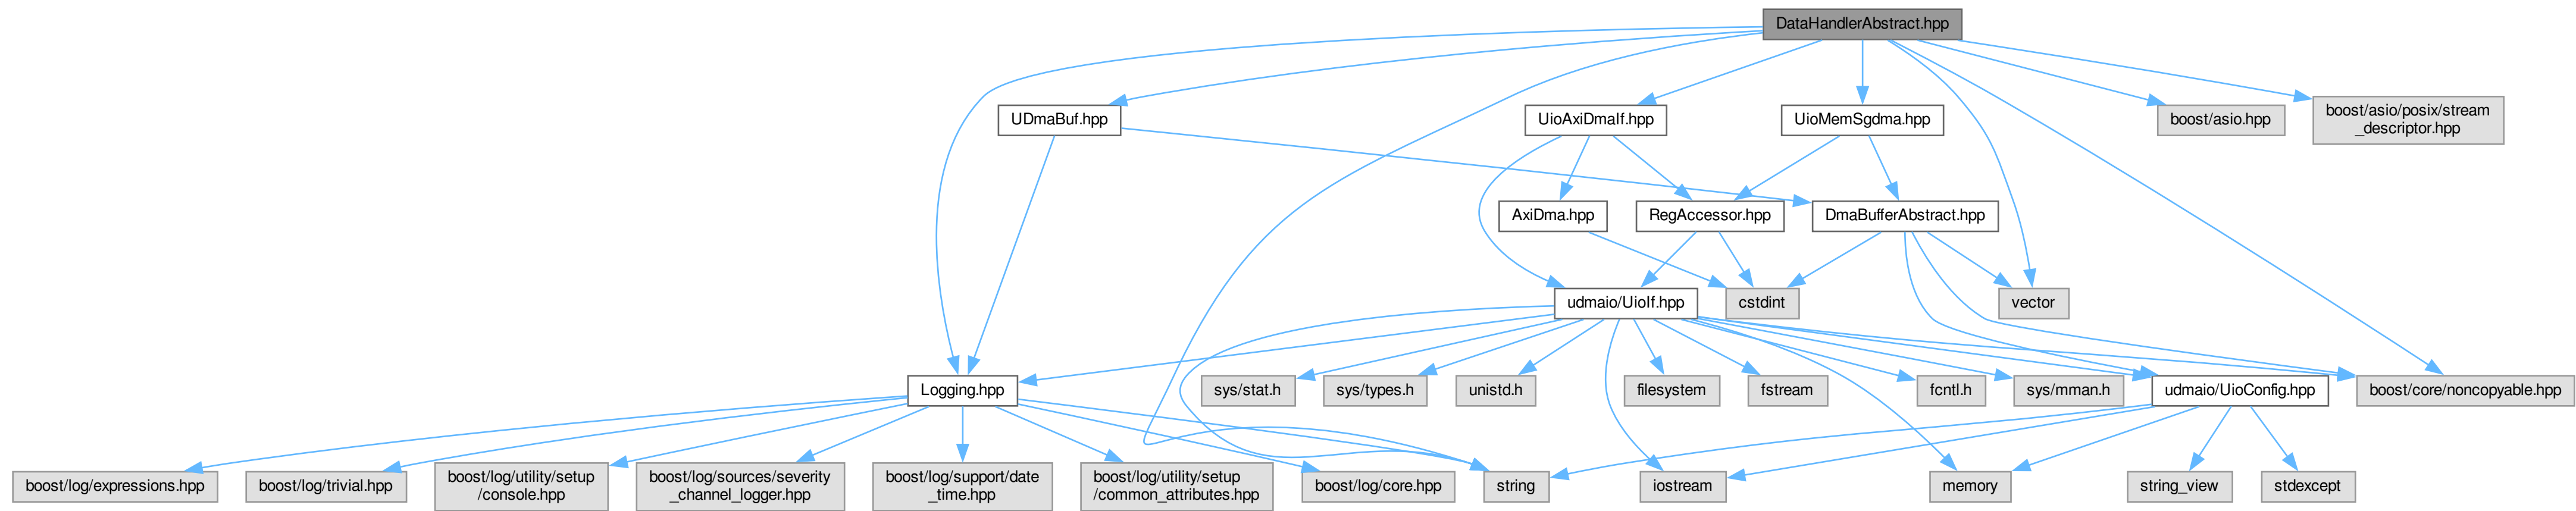 DataHandlerAbstract.hpp
UDmaBuf.hpp
UioAxiDmaIf.hpp
UioMemSgdma.hpp
boost/asio.hpp
boost/asio/posix/stream
_descriptor.hpp
AxiDma.hpp
RegAccessor.hpp
DmaBufferAbstract.hpp
udmaio/UioIf.hpp
cstdint
vector
Logging.hpp
sys/stat.h
sys/types.h
unistd.h
filesystem
fstream
fcntl.h
sys/mman.h
udmaio/UioConfig.hpp
boost/core/noncopyable.hpp
boost/log/expressions.hpp
boost/log/trivial.hpp
boost/log/utility/setup
/console.hpp
boost/log/sources/severity
_channel_logger.hpp
boost/log/support/date
_time.hpp
boost/log/utility/setup
/common_attributes.hpp
boost/log/core.hpp
string
iostream
memory
string_view
stdexcept